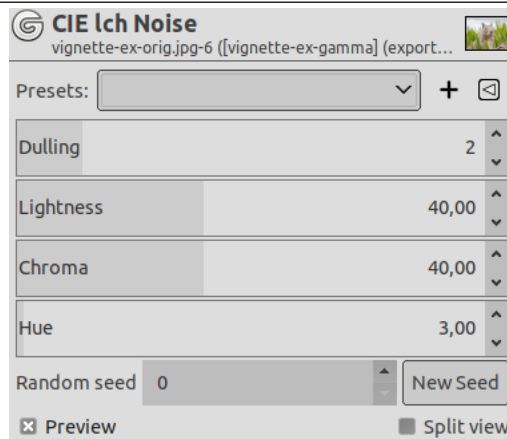 CIE lch Noise
vignette-ex-orig.jpg-6 ([vignette-ex-gamma] (export…
Presets:
Dulling 2
Lightness 40,00
Chroma 40,00
Hue 3,00
Random seed 0 New Seed
Preview Split view